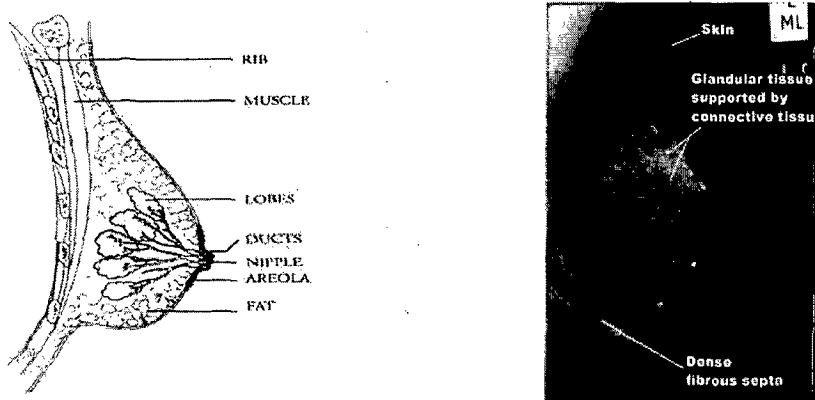 RIB
MUSCLE
LOBES
DUCTS
NIPPLE
AREOLA
FAT
ML
Skin
Glandular tissue
supported by
connective tissu
Dense
fibrous septa